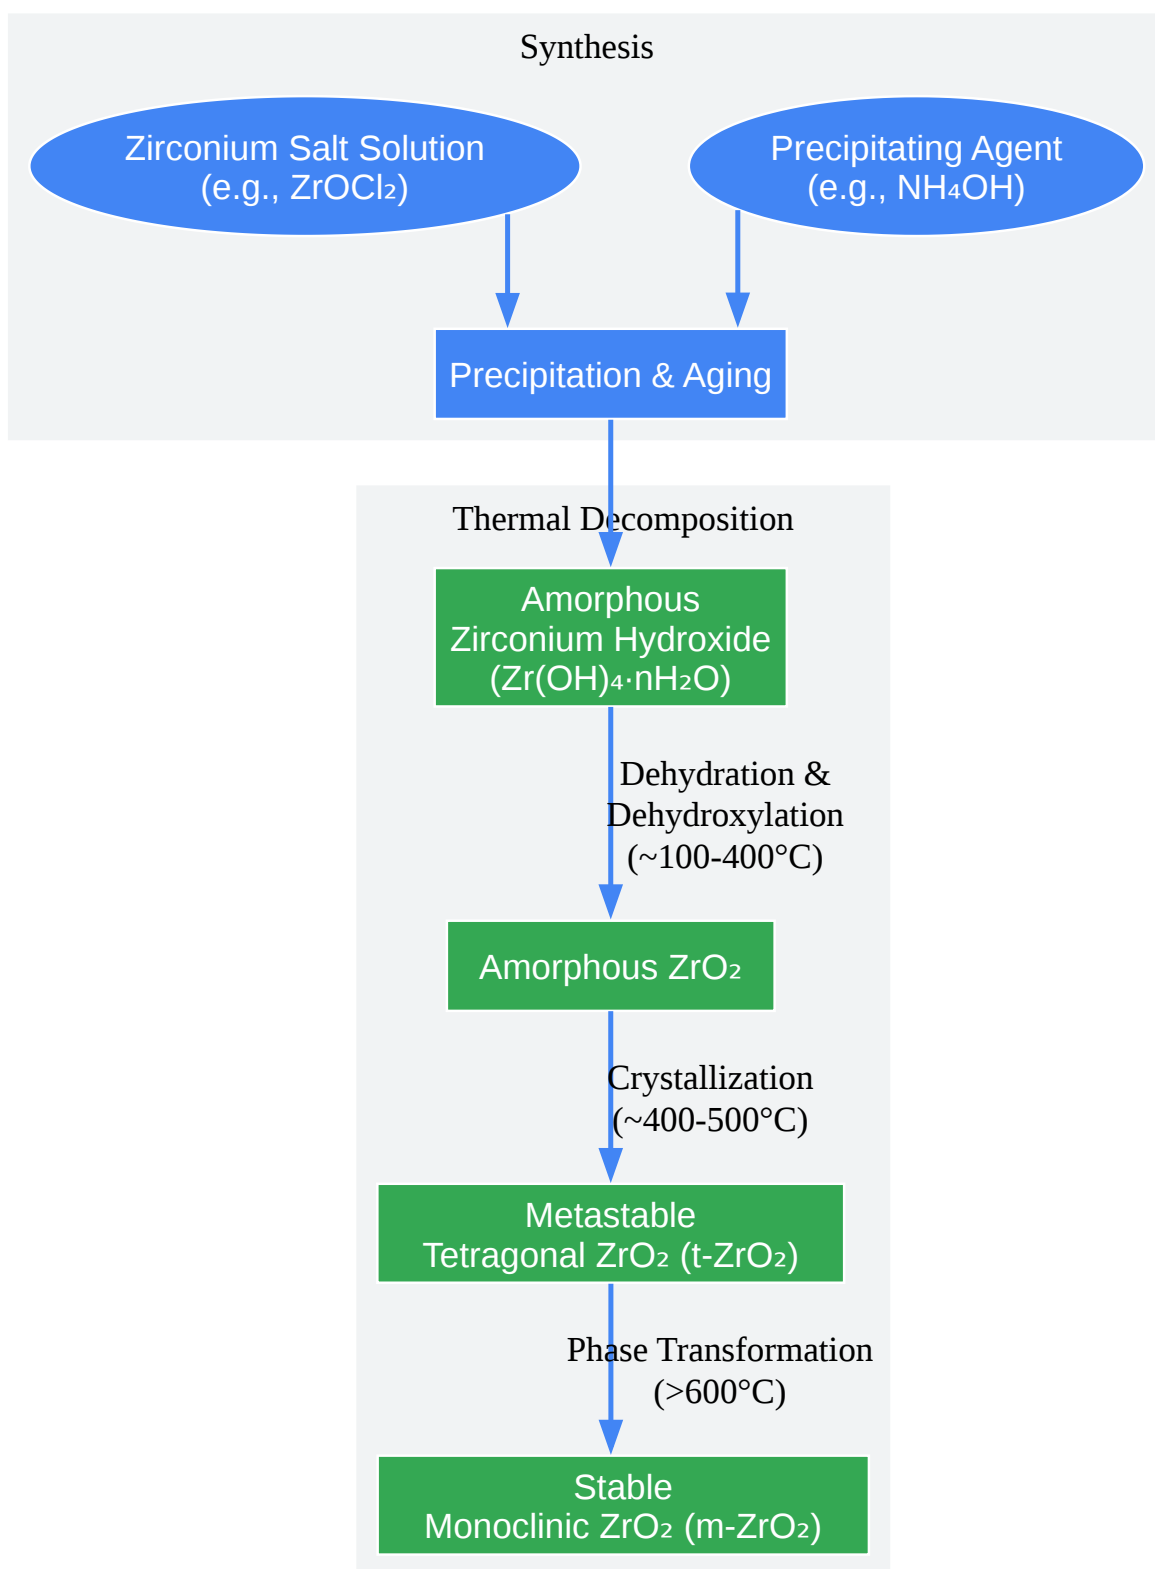 Synthesis
Zirconium Salt Solution
(e.g., ZrOCl₂)
Precipitating Agent
(e.g., NH₄OH)
Precipitation & Aging
Thermal Decomposition
Amorphous
Zirconium Hydroxide
(Zr(OH)₄·nH₂O)
Dehydration &
Dehydroxylation
(~100-400°C)
Amorphous ZrO₂
Crystallization
(~400-500°C)
Metastable
Tetragonal ZrO₂ (t-ZrO₂)
Phase Transformation
(>600°C)
Stable
Monoclinic ZrO₂ (m-ZrO₂)